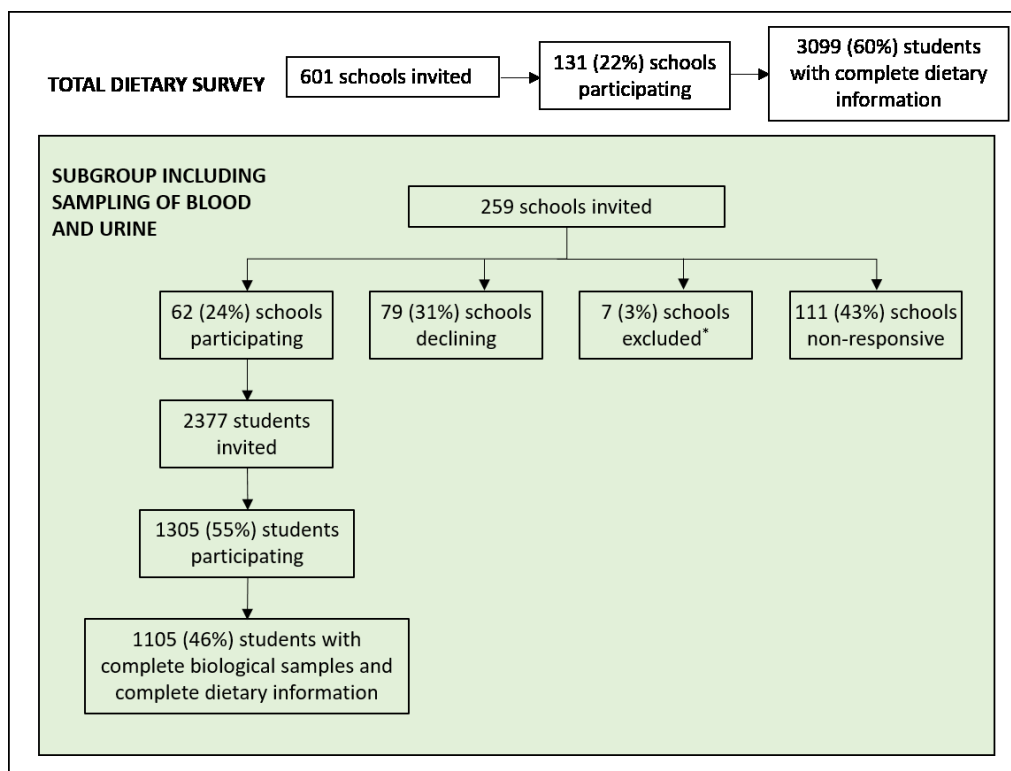 TOTAL DIETARY SURVEY
601 schools invited
131 (22%) schools
participating
3099 (60%) students
with complete dietary
information
SUBGROUP INCLUDING
SAMPLING OF BLOOD
AND URINE
259 schools invited
62 (24%) schools
participating
79 (31%) schools
declining
7 (3%) schools
excluded*
111 (43%) schools
non-responsive
2377 students
invited
1305 (55%) students
participating
1105 (46%) students with
complete biological samples and
complete dietary information